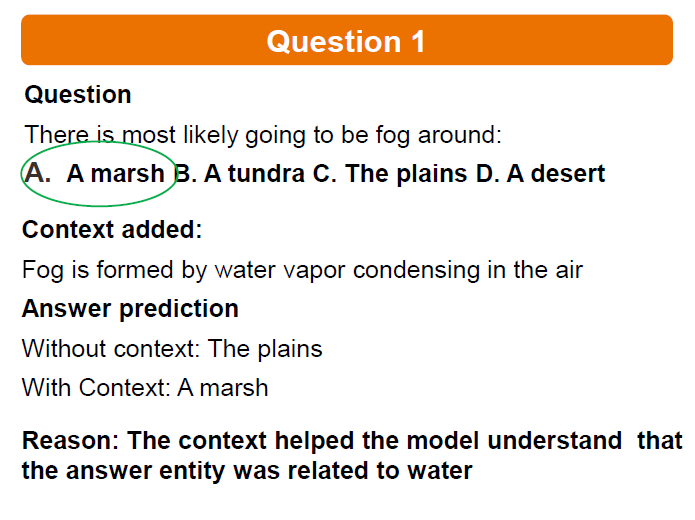 Question 1
Question
There is most likely going to be fog around:
A. A marsh B. A tundra C. The plains D. A desert
Context added:
Fog is formed by water vapor condensing in the air
Answer prediction
Without context: The plains
With Context: A marsh
Reason: The context helped the model understand that
the answer entity was related to water